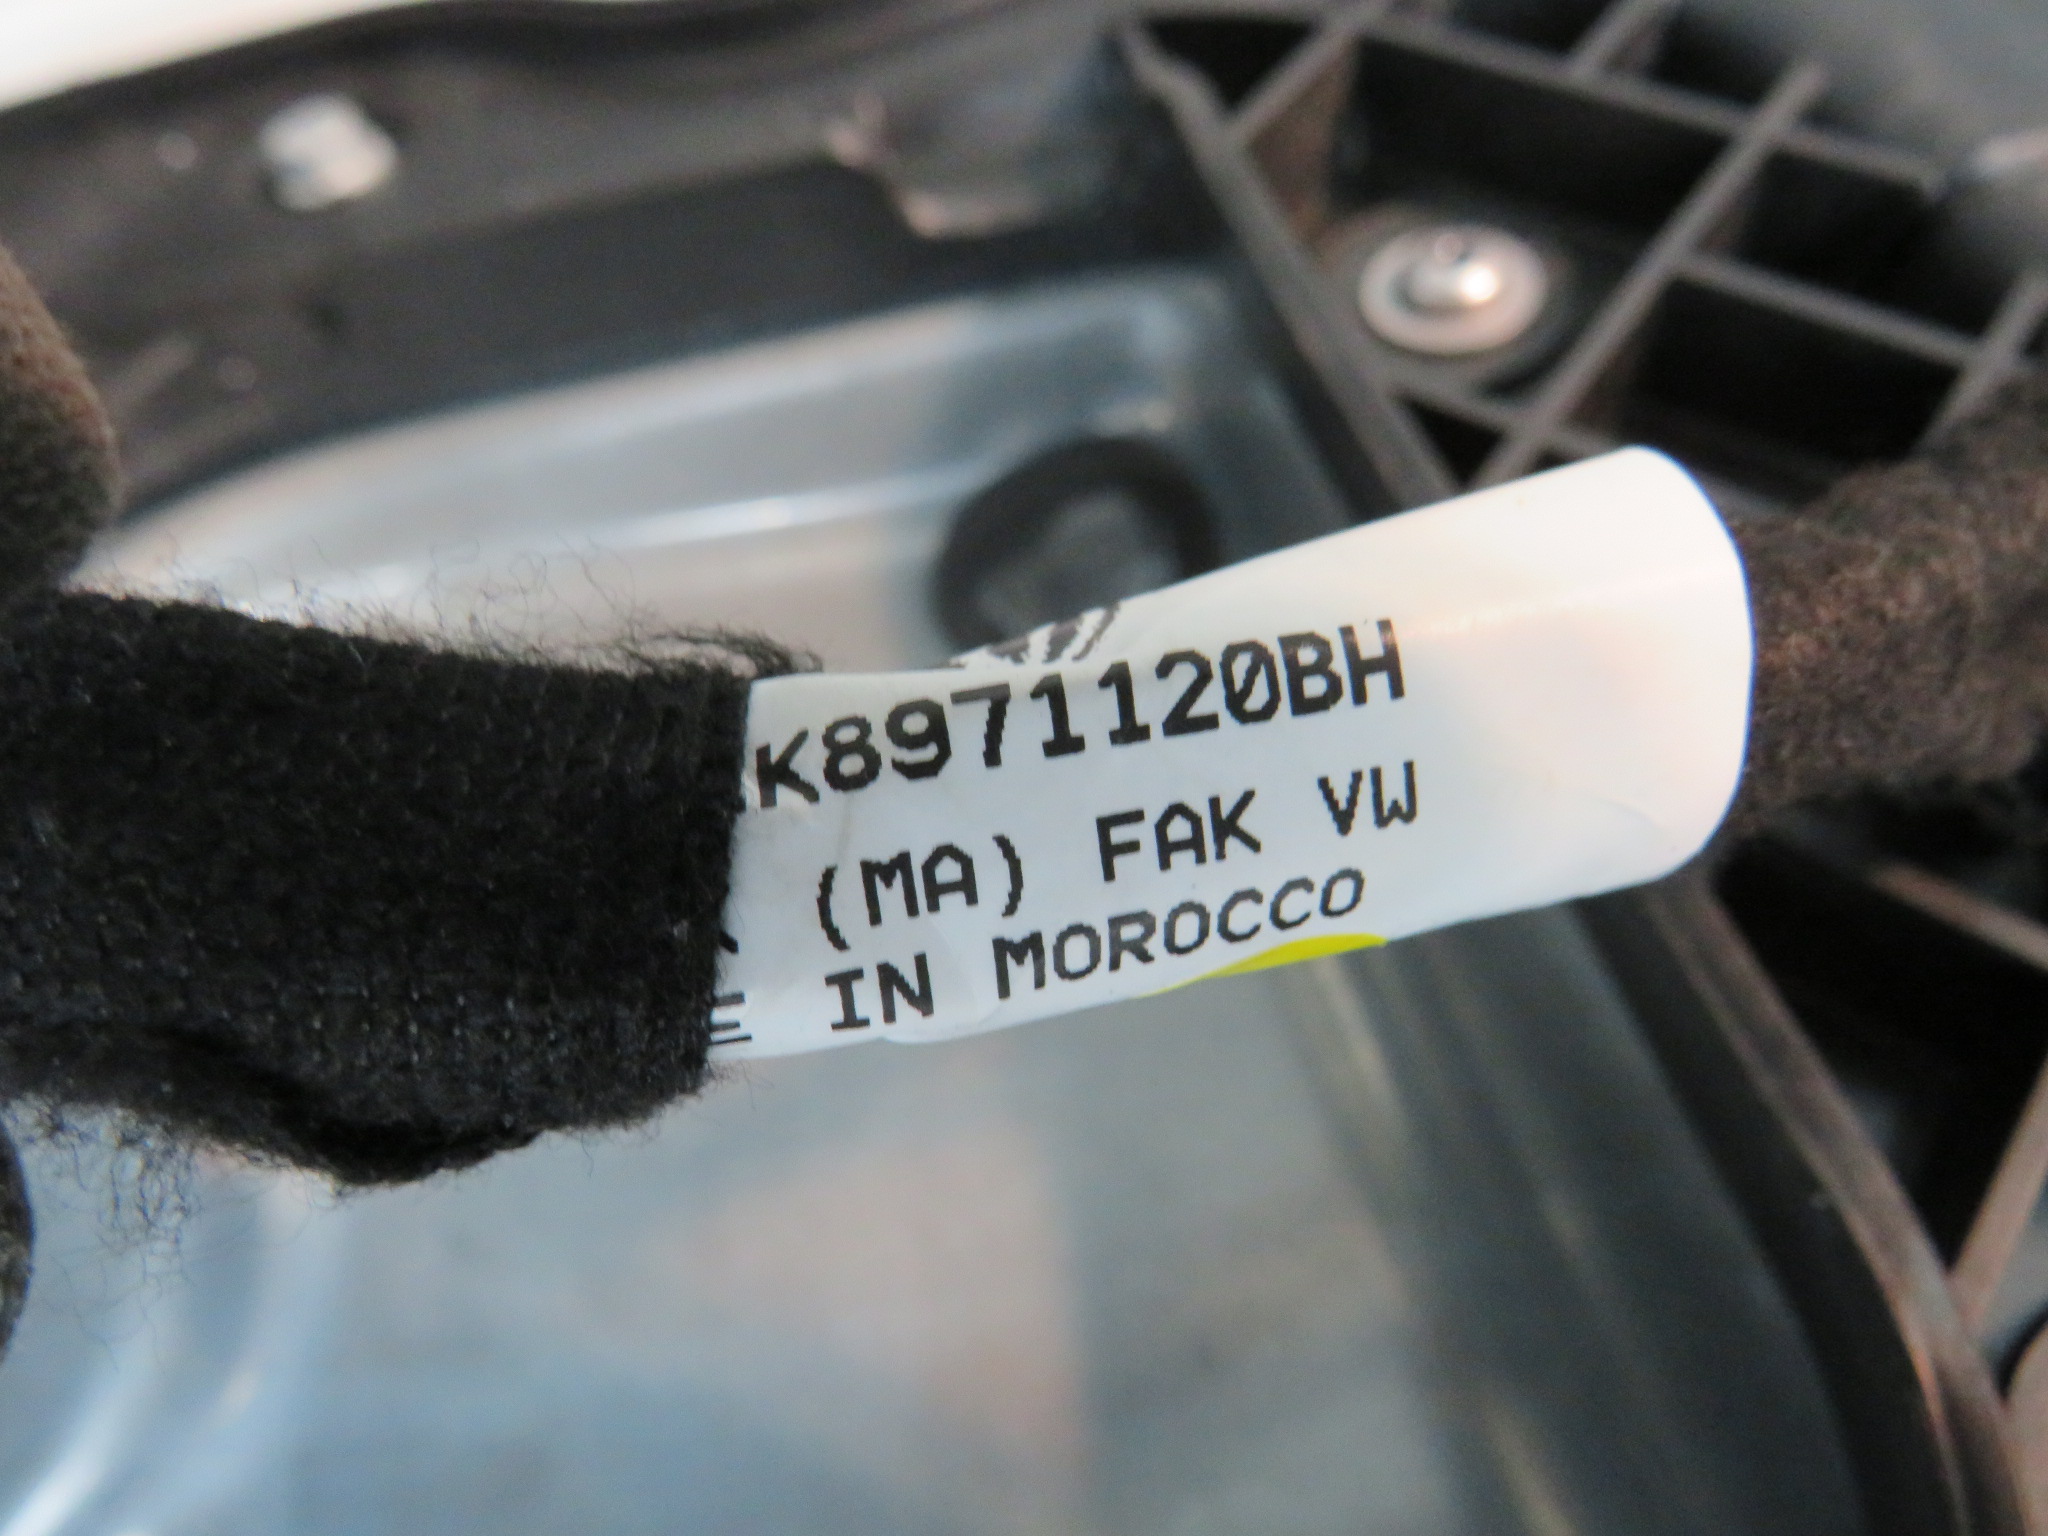 K8971120BH
(MA) FAK VW
E IN MOROCCO